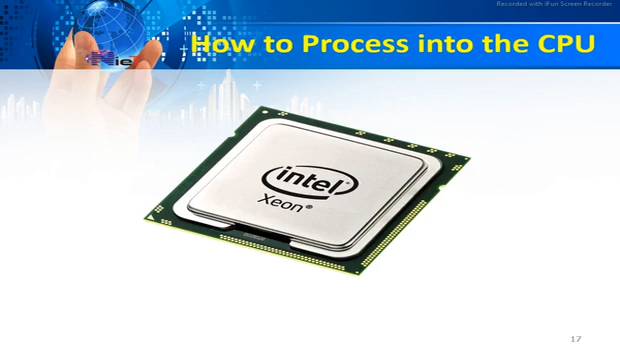 Recorded with iFun Screen Recorder
How to Process into the CPU
intel®
Xeon®
17